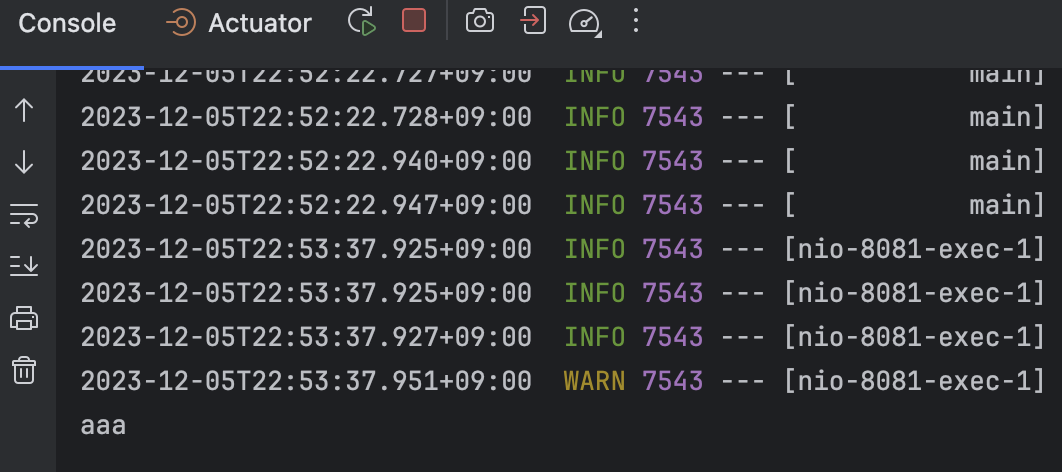 Console Actuator
2023-12-05T22:52:22.727+09:00 INFO 7543 --- [ main]
2023-12-05T22:52:22.728+09:00 INFO 7543 --- [ main]
2023-12-05T22:52:22.940+09:00 INFO 7543 --- [ main]
2023-12-05T22:52:22.947+09:00 INFO 7543 --- [ main]
2023-12-05T22:53:37.925+09:00 INFO 7543 --- [nio-8081-exec-1]
2023-12-05T22:53:37.925+09:00 INFO 7543 --- [nio-8081-exec-1]
2023-12-05T22:53:37.927+09:00 INFO 7543 --- [nio-8081-exec-1]
2023-12-05T22:53:37.951+09:00 WARN 7543 --- [nio-8081-exec-1]
aaa